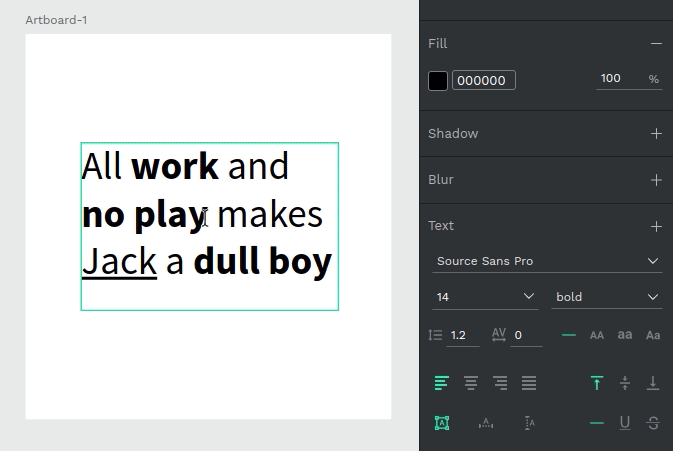 Artboard-1
All work and
no play makes
Jack a dull boy
Fill
000000 100 %
Shadow
Blur
Text
Source Sans Pro
14 bold
1.2 AV 0 AA aa Aa
A A A U S